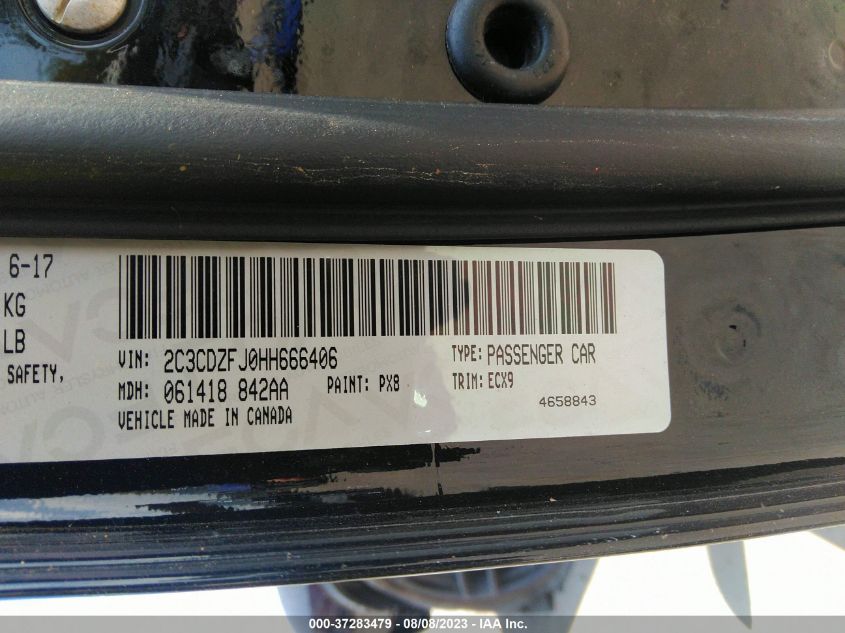 6-17
KG
LB
SAFETY,
VIN: 2C3CDZFJ0HH666406
TYPE: PASSENGER CAR
MDH: 061418 842AA
PAINT: PX8
TRIM: ECX9
VEHICLE MADE IN CANADA
4658843
000-37283479 - 08/08/2023 - IAA Inc.